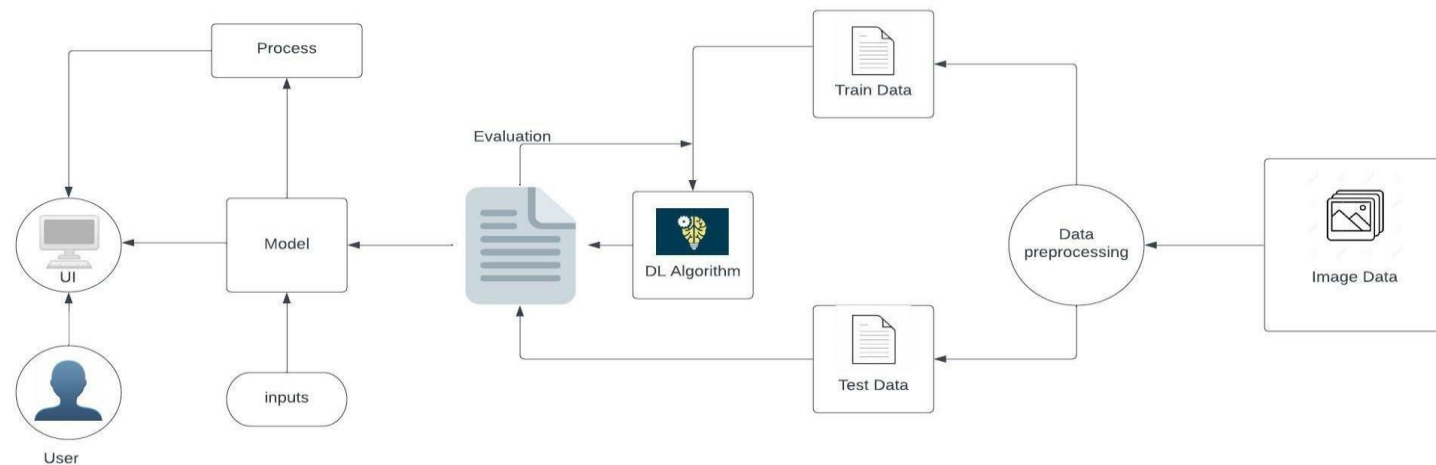 Process
Train Data
Evaluation
Model
DL Algorithm
Data
preprocessing
Image Data
UI
Test Data
inputs
User